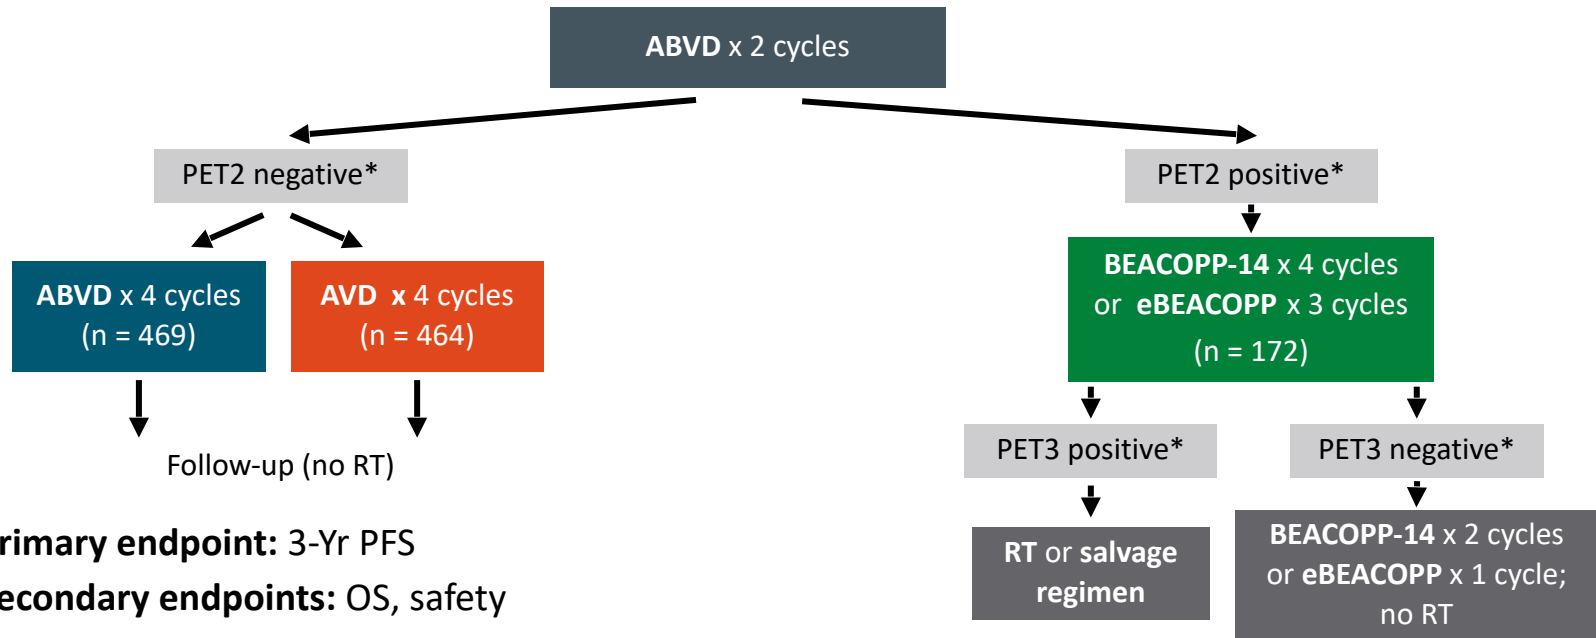 ABVD x 2 cycles
PET2 negative*
PET2 positive*
ABVD x 4 cycles
(n = 469)
AVD x 4 cycles
(n = 464)
BEACOPP-14 x 4 cycles
or eBEACOPP x 3 cycles
(n = 172)
Follow-up (no RT)
PET3 positive*
PET3 negative*
RT or salvage
regimen
BEACOPP-14 x 2 cycles
or eBEACOPP x 1 cycle;
no RT
rimary endpoint: 3-Yr PFS
econdary endpoints: OS, safety